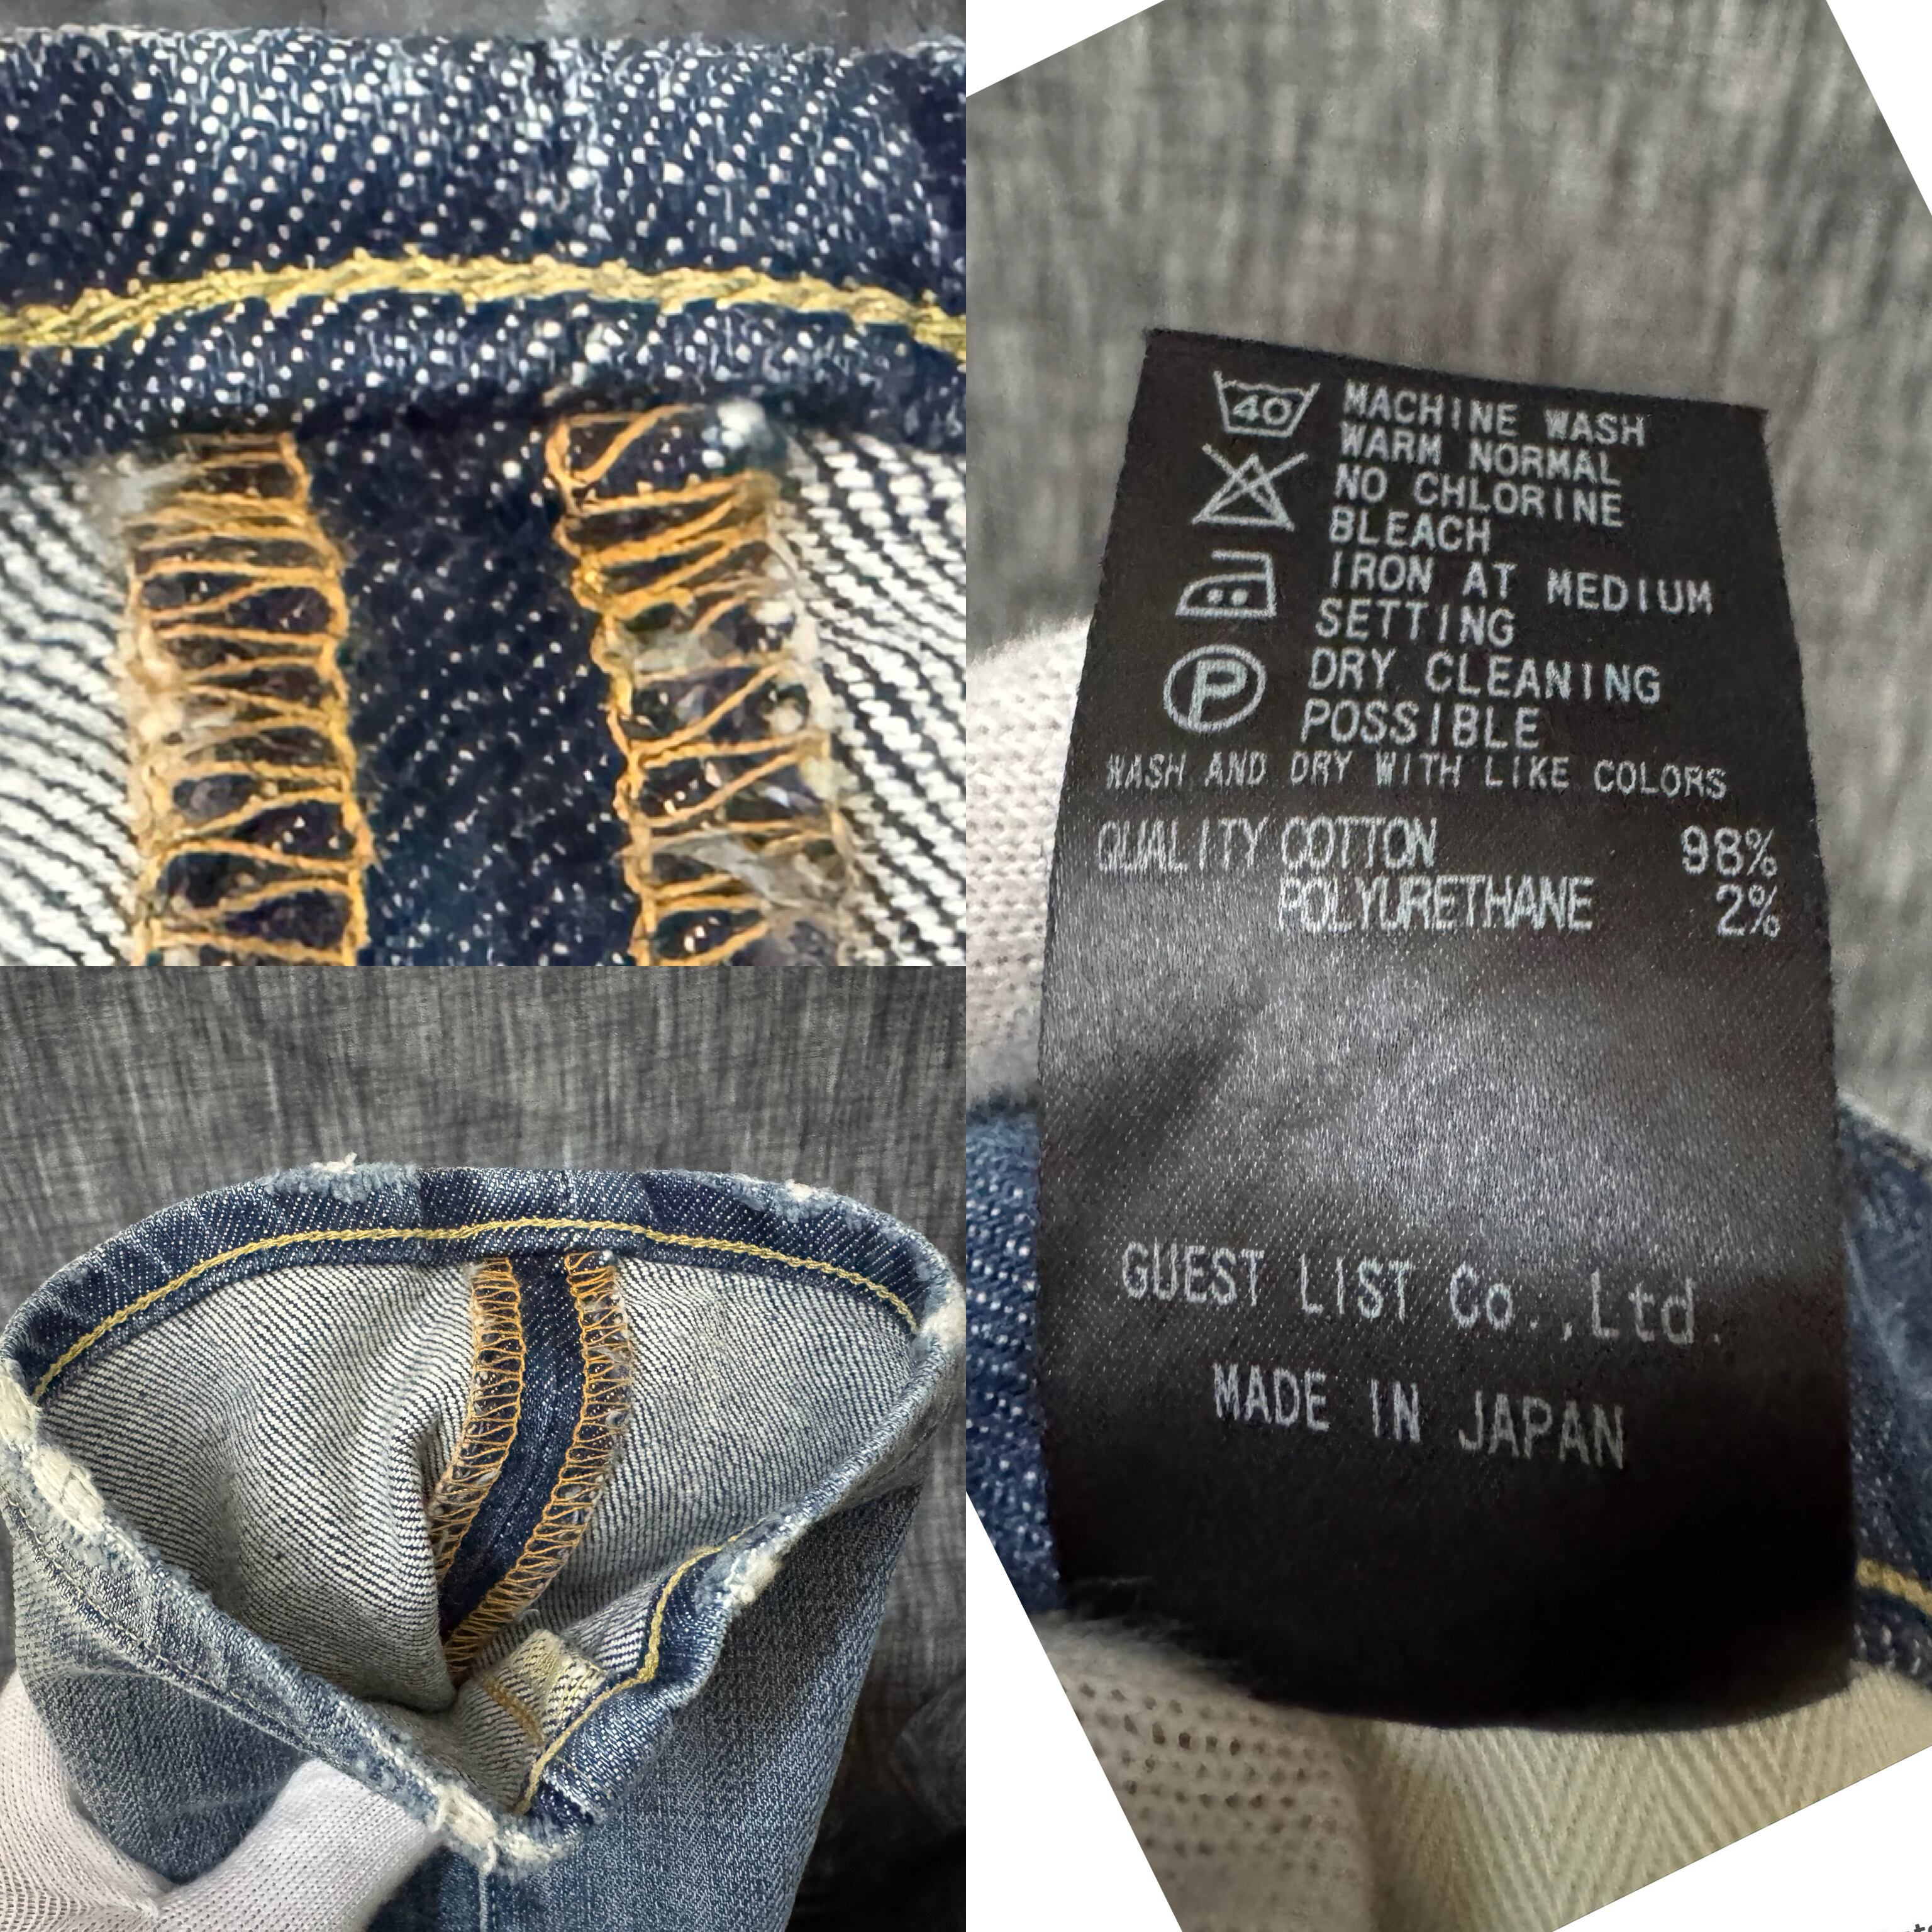 40 MACHINE WASH
WARM NORMAL
NO CHLORINE
BLEACH
IRON AT MEDIUM
SETTING
P DRY CLEANING
POSSIBLE
WASH AND DRY WITH LIKE COLORS
QUALITY COTTON 98%
POLYURETHANE 2%
GUEST LIST Co.,Ltd.
MADE IN JAPAN